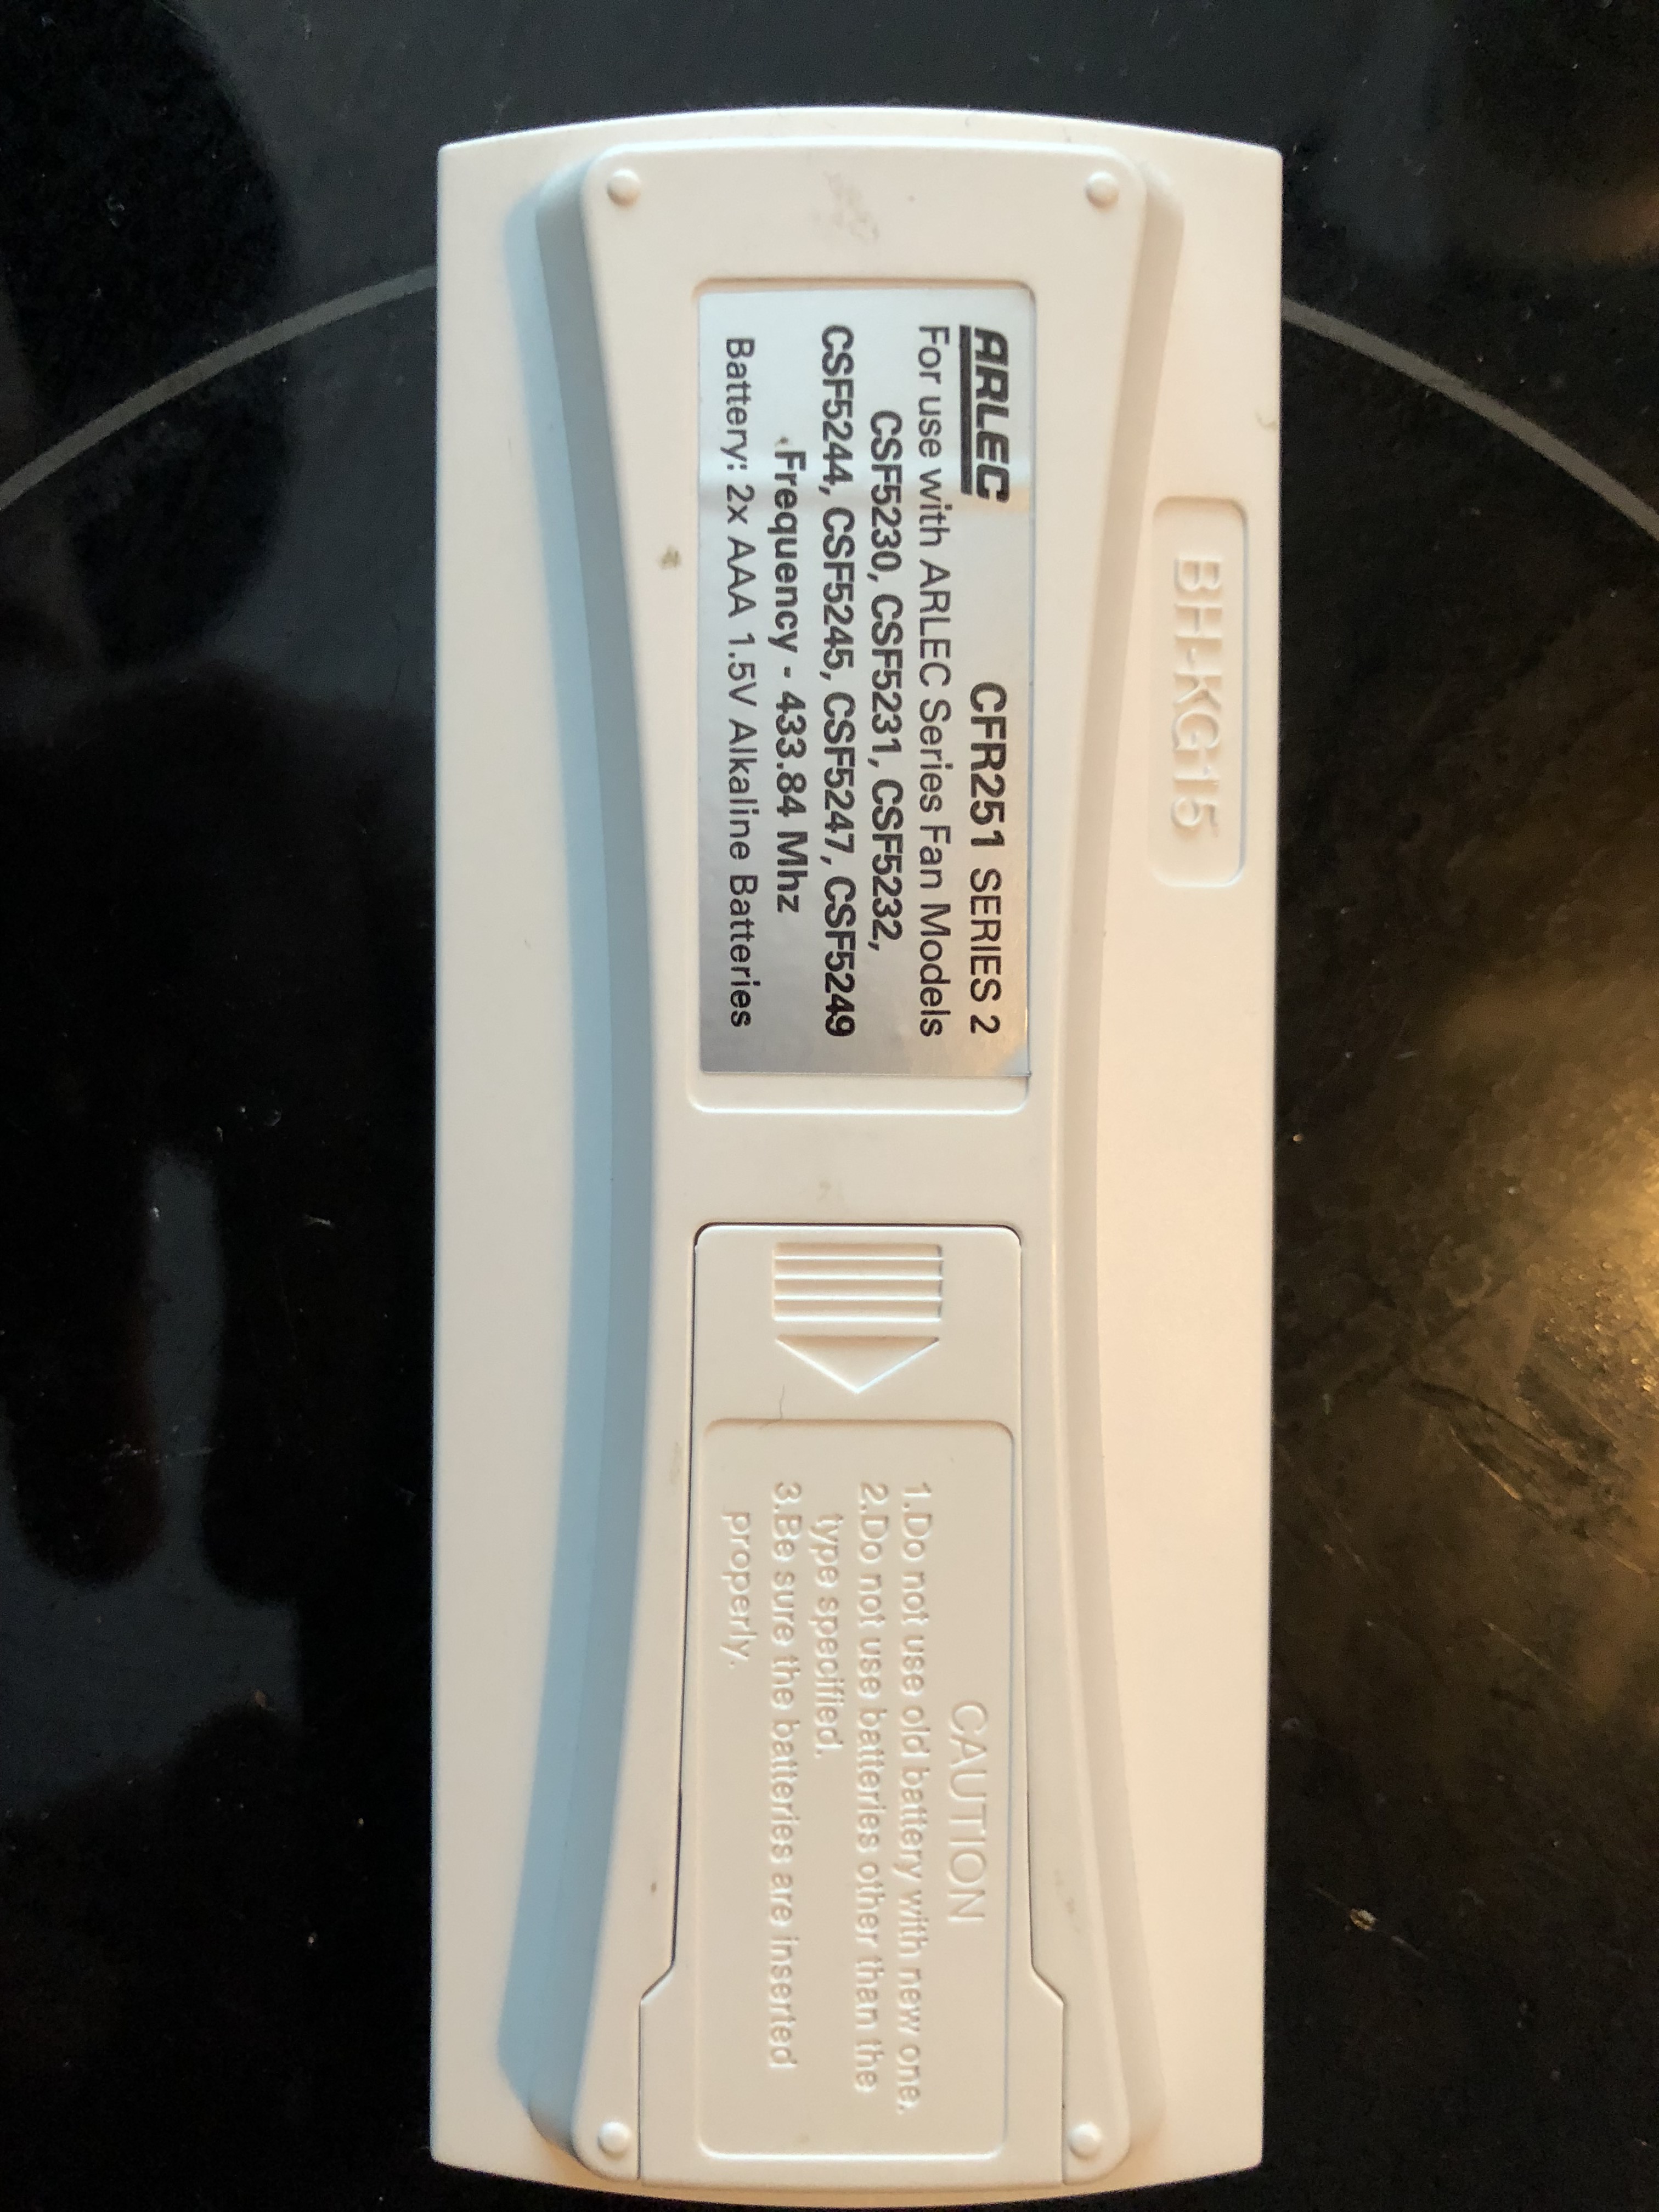 BH-KG15
ARLEC CFR251 SERIES 2
For use with ARLEC Series Fan Models
CSF5230, CSF5231, CSF5232,
CSF5244, CSF5245, CSF5247, CSF5249
Frequency - 433.84 Mhz
Battery: 2x AAA 1.5V Alkaline Batteries
CAUTION
1.Do not use old battery with new one.
2.Do not use batteries other than the
type specified.
3.Be sure the batteries are inserted
properly.